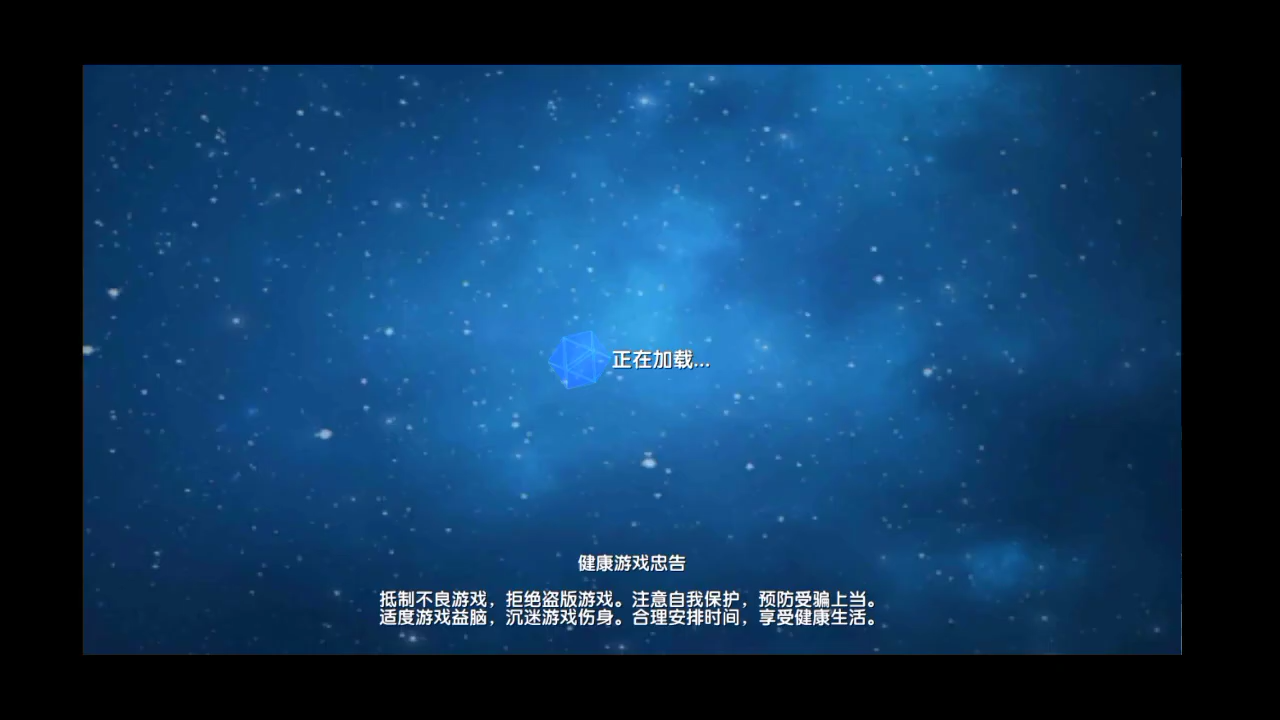 正在加载...
健康游戏忠告
抵制不良游戏，拒绝盗版游戏。注意自我保护，预防受骗上当。
适度游戏益脑，沉迷游戏伤身。合理安排时间，享受健康生活。